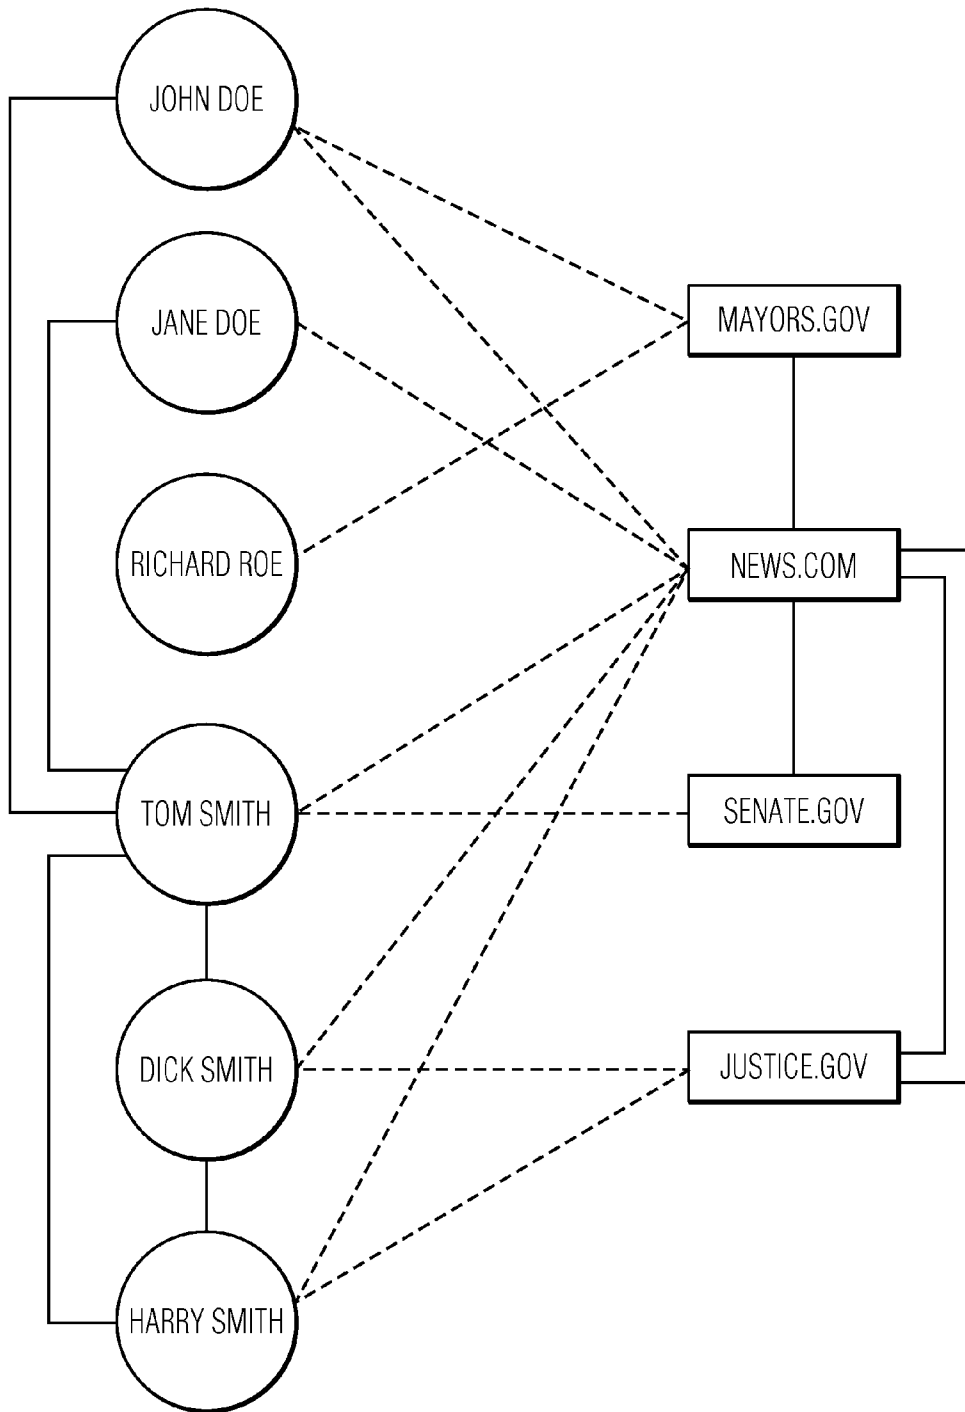 JOHN DOE
JANE DOE
MAYORS.GOV
RICHARD ROE
NEWS.COM
TOM SMITH
SENATE.GOV
DICK SMITH
JUSTICE.GOV
HARRY SMITH